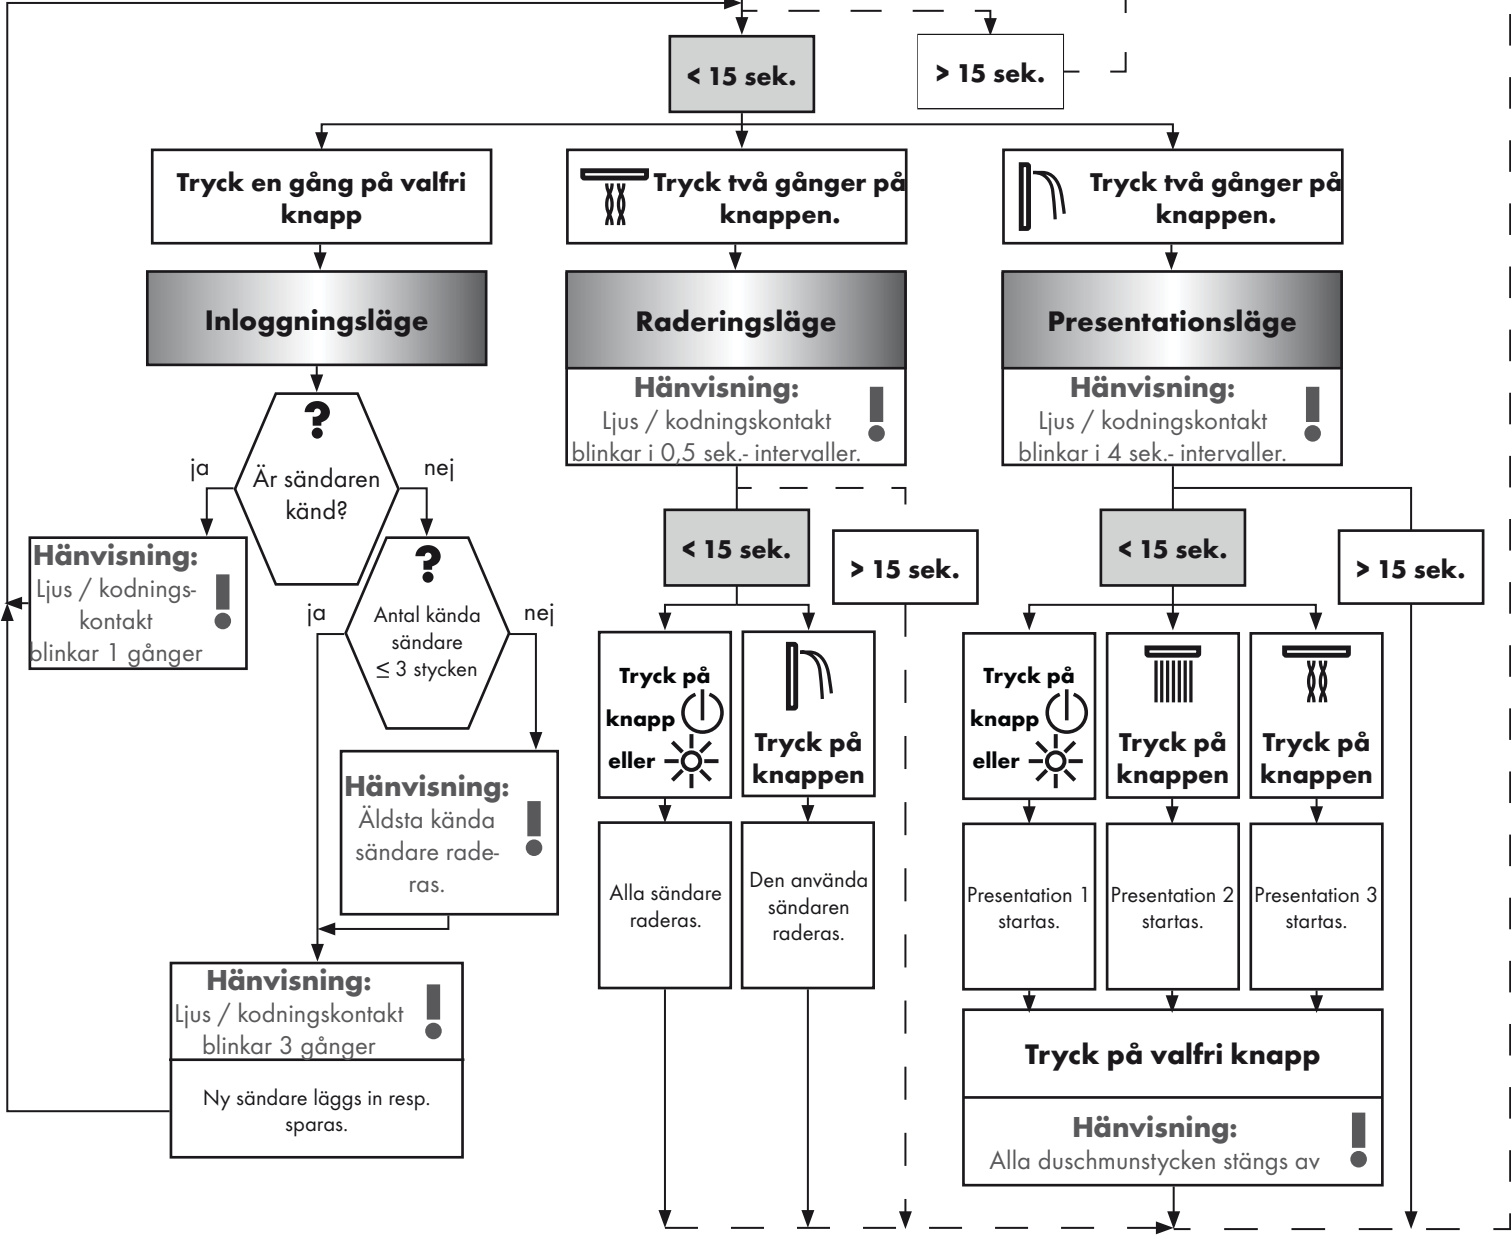 < 15 sek.
> 15 sek.
Tryck en gång på valfri
knapp
Tryck två gånger på
knappen.
Tryck två gånger på
knappen.
Inloggningsläge
Raderingsläge
Presentationsläge
Hänvisning:
Ljus / kodningskontakt
blinkar i 0,5 sek.- intervaller.
Hänvisning:
Ljus / kodningskontakt
blinkar i 4 sek.- intervaller.
?
Är sändaren
känd?
ja
nej
Hänvisning:
Ljus / kodnings-
kontakt
blinkar 1 gånger
?
Antal kända
sändare
≤ 3 stycken
ja
nej
Hänvisning:
Äldsta kända
sändare rade-
ras.
Hänvisning:
Ljus / kodningskontakt
blinkar 3 gånger
Ny sändare läggs in resp.
sparas.
< 15 sek.
> 15 sek.
Tryck på
knapp
eller
Tryck på
knappen
Alla sändare
raderas.
Den använda
sändaren
raderas.
< 15 sek.
> 15 sek.
Tryck på
knapp
eller
Tryck på
knappen
Tryck på
knappen
Presentation 1
startas.
Presentation 2
startas.
Presentation 3
startas.
Tryck på valfri knapp
Hänvisning:
Alla duschmunstycken stängs av